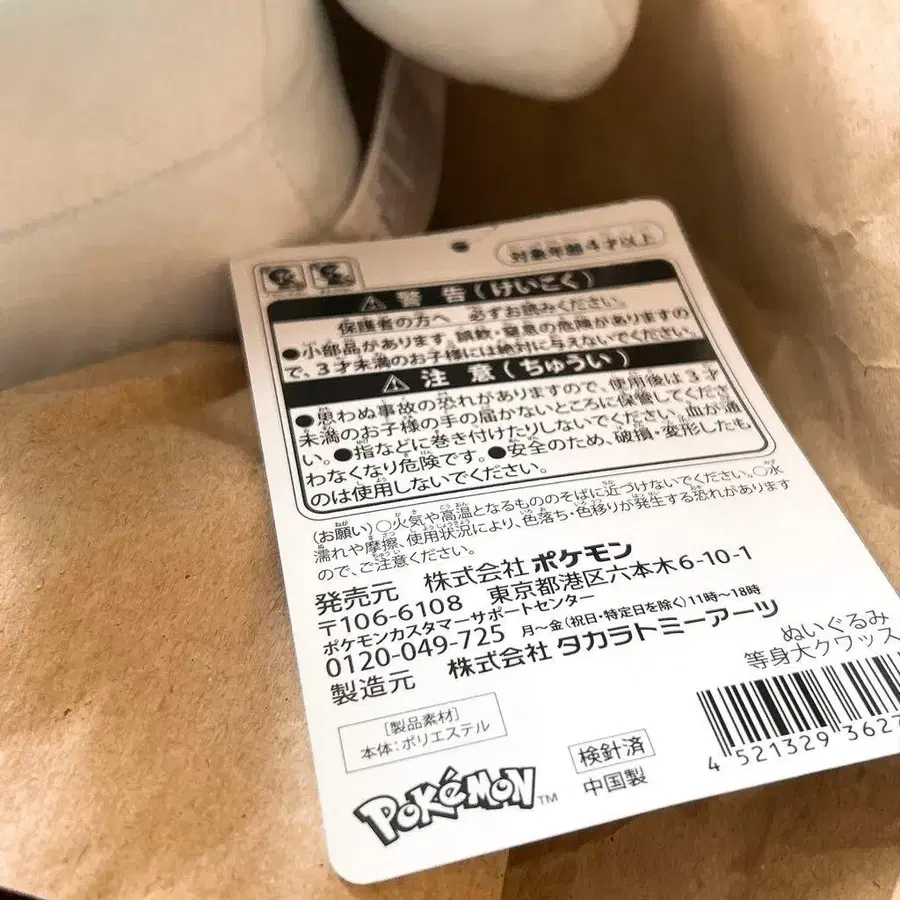 対象年齢4才以上
警告(けいこく)
保護者の方へ 必ずお読みください。
●小部品があります。誤飲・窒息の危険がありますの
で、3才未満のお子様には絶対に与えないでください。
注意(ちゅうい)
●思わぬ事故の恐れがありますので、使用後は3才
未満のお子様の手の届かないところに保管してくださ
い。●指などに巻き付けたりしないでください。血が通
わなくなり危険です。●安全のため、破損・変形したも
のは使用しないでください。
(お願い)○火気や高温となるもののそばに近づけないでください。○水
濡れや摩擦、使用状況により、色落ち・色移りが発生する恐れがあります
ので、ご注意ください。
発売元 株式会社ポケモン
〒106-6108 東京都港区六本木6-10-1
ポケモンカスタマーサポートセンター
0120-049-725 月~金(祝日・特定日を除く)11時~18時
製造元 株式会社タカラトミーアーツ
ぬいぐるみ
等身大クワッス
[製品素材]
本体:ポリエステル
検針済
中国製
4 521329 3627
POKéMON™